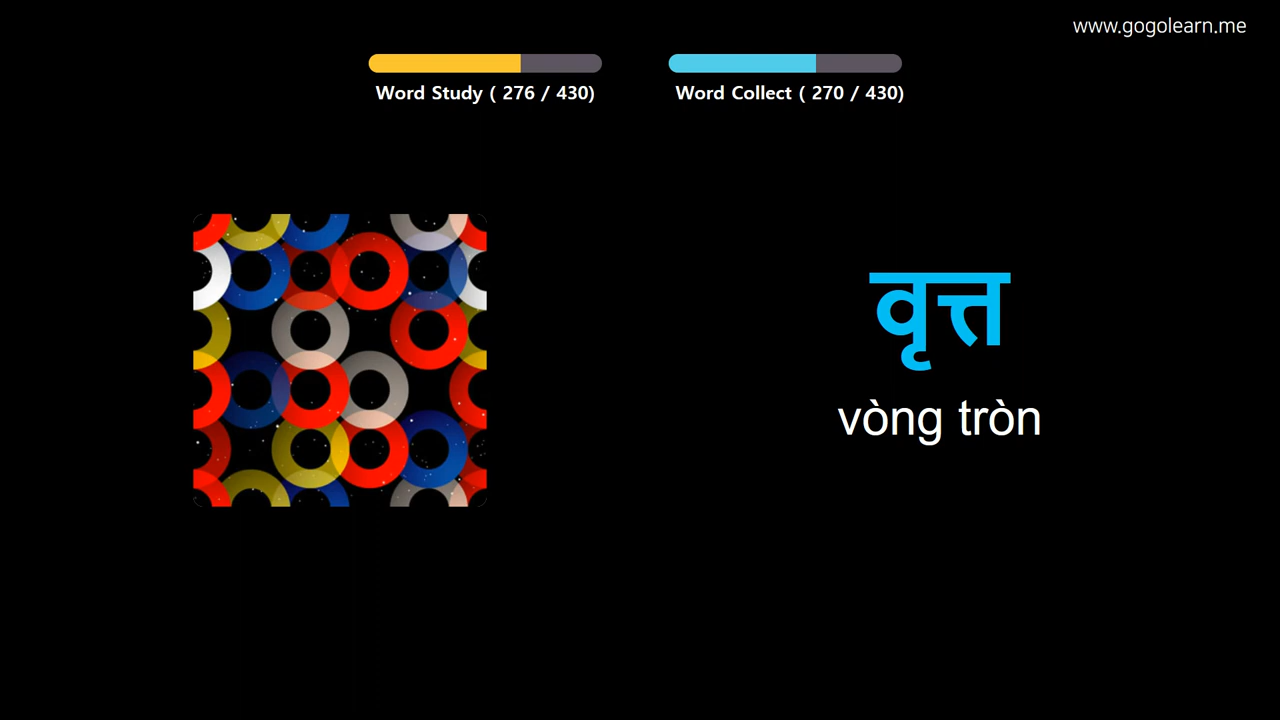 www.gogolearn.me
Word Study ( 276 / 430)
Word Collect ( 270 / 430)
वृत्त
vòng tròn